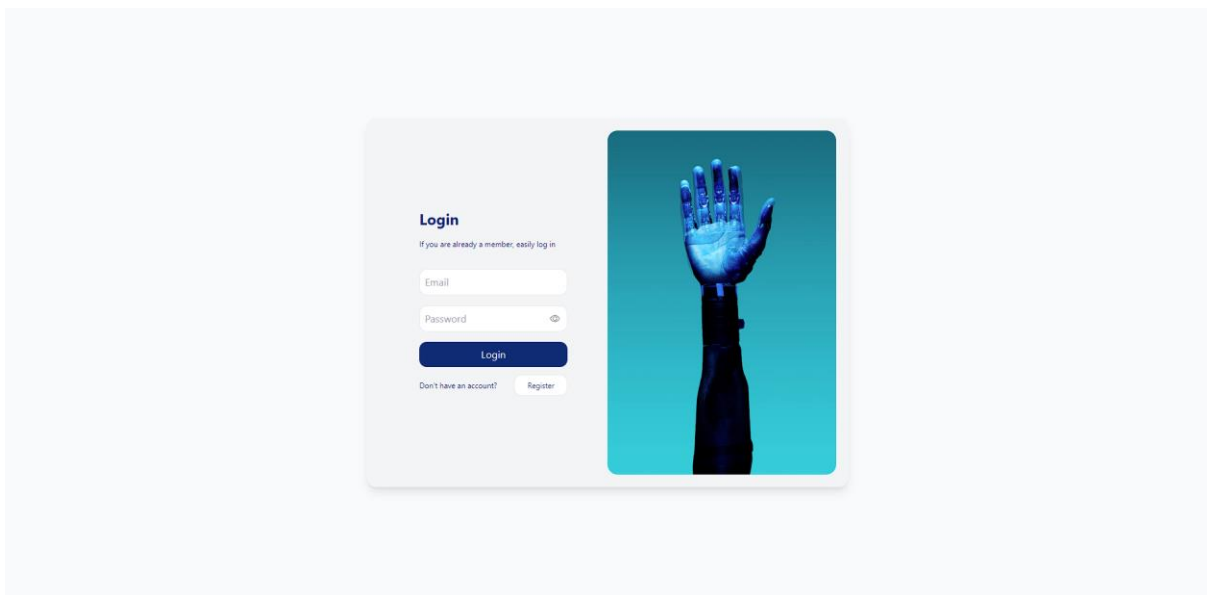 Login
If you are already a member, easily log in
Email
Password
Login
Don't have an account? Register